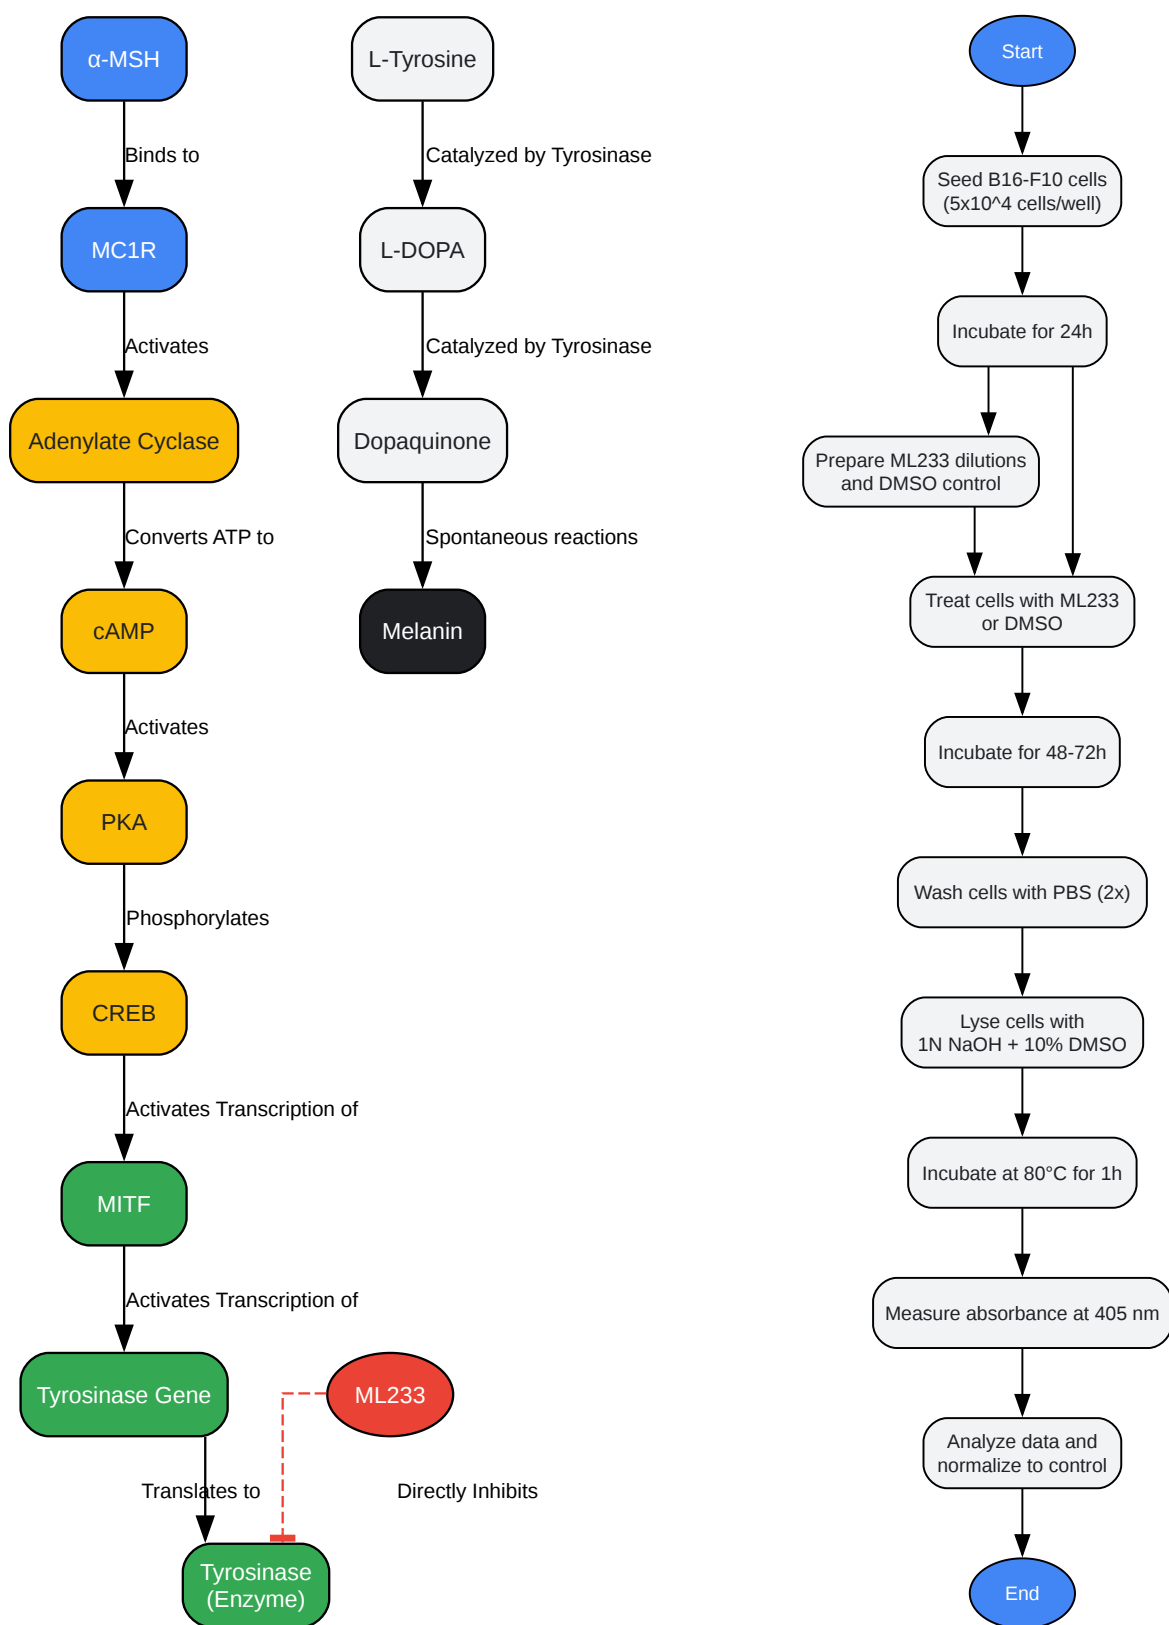 α-MSH
Binds to
MC1R
Activates
Adenylate Cyclase
Converts ATP to
cAMP
Activates
PKA
Phosphorylates
CREB
Activates Transcription of
MITF
Activates Transcription of
Tyrosinase Gene
Translates to
Tyrosinase
(Enzyme)
ML233
Directly Inhibits
L-Tyrosine
Catalyzed by Tyrosinase
L-DOPA
Catalyzed by Tyrosinase
Dopaquinone
Spontaneous reactions
Melanin
Start
Seed B16-F10 cells
(5x10^4 cells/well)
Incubate for 24h
Prepare ML233 dilutions
and DMSO control
Treat cells with ML233
or DMSO
Incubate for 48-72h
Wash cells with PBS (2x)
Lyse cells with
1N NaOH + 10% DMSO
Incubate at 80°C for 1h
Measure absorbance at 405 nm
Analyze data and
normalize to control
End